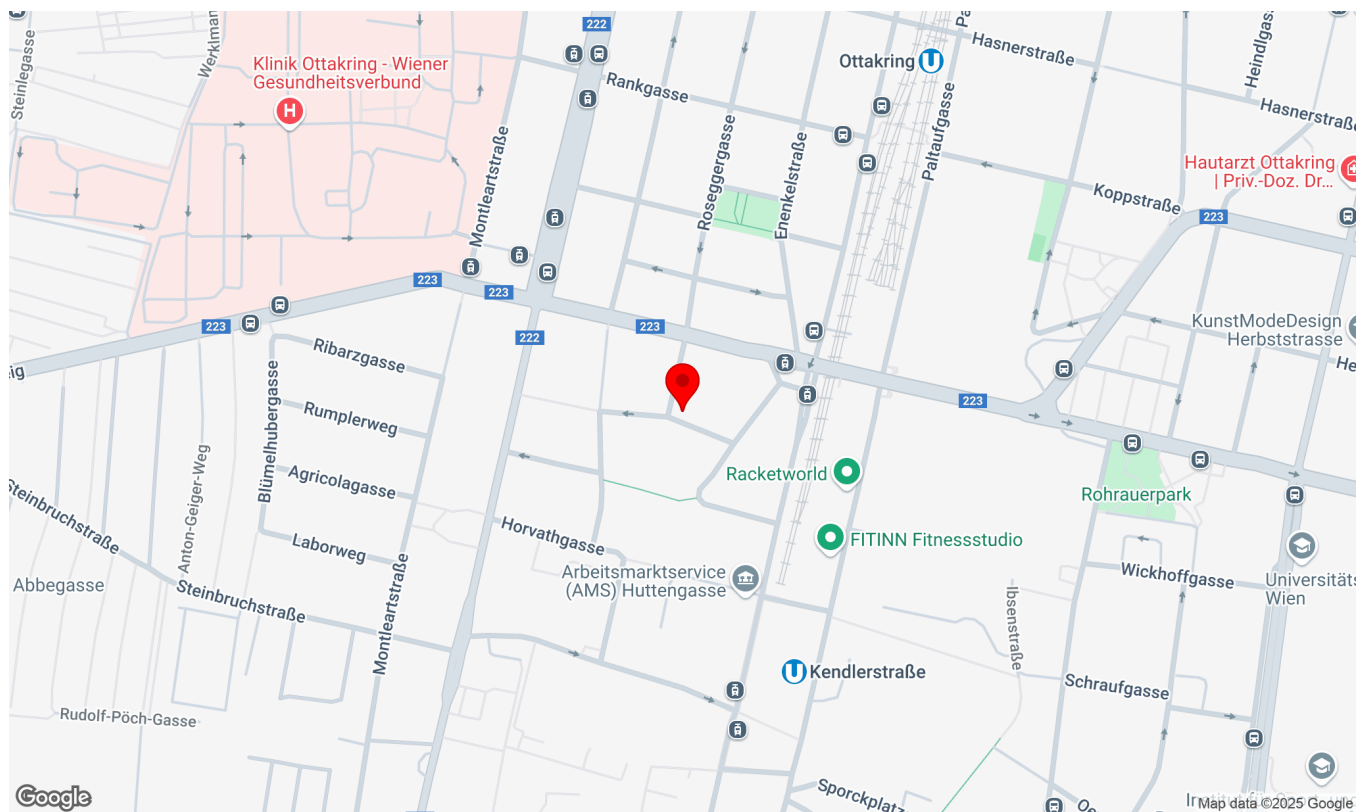 222
Steinlegasse
Werklman
Klinik Ottakring - Wiener
Gesundheitsverbund
H
Ottakring
U
Hasnerstraße
Heindlgasse
Hasnerstraße
Rankgasse
Montleartstraße
Roseggergasse
Enenkelstraße
Paltaufgasse
Hautarzt Ottakring
| Priv.-Doz. Dr...
Koppstraße
223
223
223
223
223
222
KunstModeDesign
Herbststrasse
Ribarzgasse
Rumplerweg
Blümelhubergasse
Agricolagasse
Anton-Geiger-Weg
Steinbruchstraße
Laborweg
Abbegasse
Steinbruchstraße
Montleartstraße
Rudolf-Pöch-Gasse
223
Racketworld
Rohrauerpark
Horvathgasse
FITINN Fitnessstudio
Arbeitsmarktservice
(AMS) Huttengasse
Wickhoffgasse
Universitäts
Wien
Ibsenstraße
U
Kendlerstraße
Schraufgasse
Sporckplatz
Google
Map data ©2025 Google